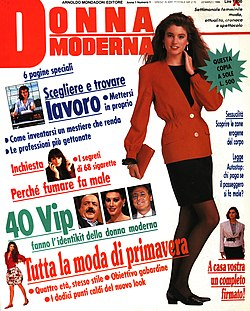 ARNOLDO MONDADORI EDITORE
Anno 1 Numero 1
DONNA
MODERNA
Settimanale femminile
moda,
attualità, cronaca
e spettacolo
6 pagine speciali
Scegliere e trovare
lavoro
• Mettersi
in proprio
• Come inventarsi un mestiere che renda
• Le professioni più gettonate
QUESTA
COPIA
A SOLE
L. 500
Inchiesta
I segreti
di 68 sigarette
Perché fumare fa male
Sessualità
Scoprire le zone
erogene
del corpo
Legge
Autostop:
chi paga se
il passeggero
si fa male?
40 Vip
fanno l'identikit della donna di primavera
Tutta la moda di primavera
• Quattro età, stesso stile • Obiettivo gabardine
• I dodici punti caldi del nuovo look
A casa vostra
un completo
firmato!